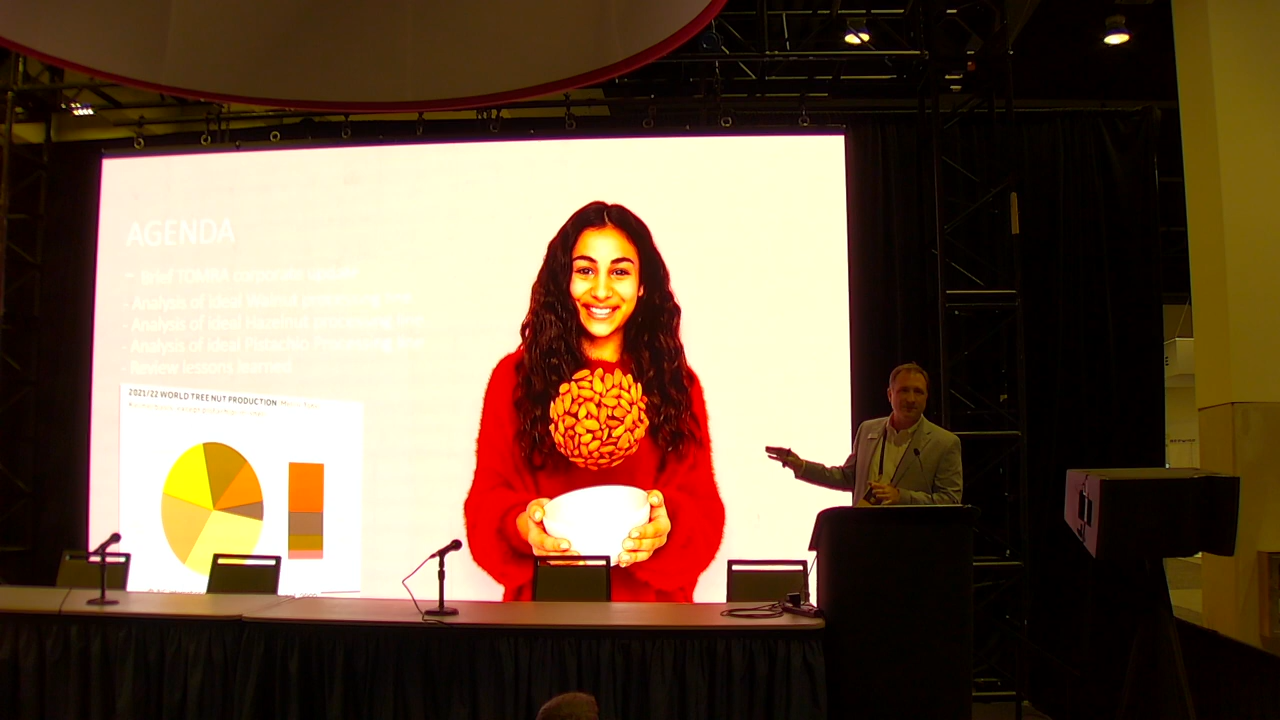 AGENDA
- Brief TOMRA corporate update
- Analysis of ideal Walnut processing line
- Analysis of ideal Hazelnut processing line
- Analysis of ideal Pistachio Processing line
- Review lessons learned
2021/22 WORLD TREE NUT PRODUCTION